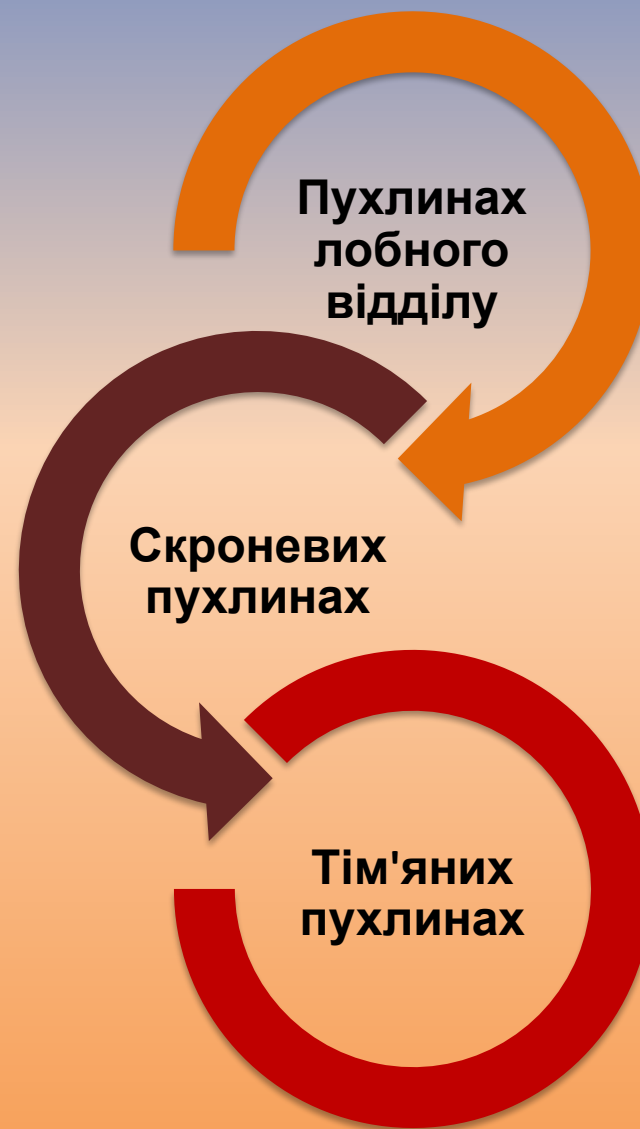 Пухлинах
лобного
відділу
Скроневих
пухлинах
Тім'яних
пухлинах